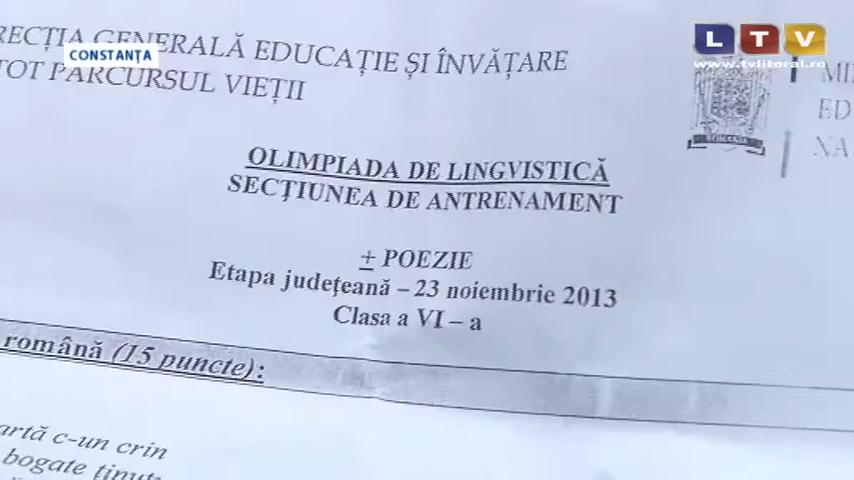 RECȚIA GENERALĂ EDUCAȚIE ȘI ÎNVĂȚARE
CONSTANȚA
TOT PARCURSUL VIEȚII
LTV
www.tvlitoral.ro
ROMANIA
OLIMPIADA DE LINGVISTICĂ
SECȚIUNEA DE ANTRENAMENT
± POEZIE
Etapa județeană – 23 noiembrie 2013
Clasa a VI – a
română (15 puncte):
artă c-un crin
bogate ținut